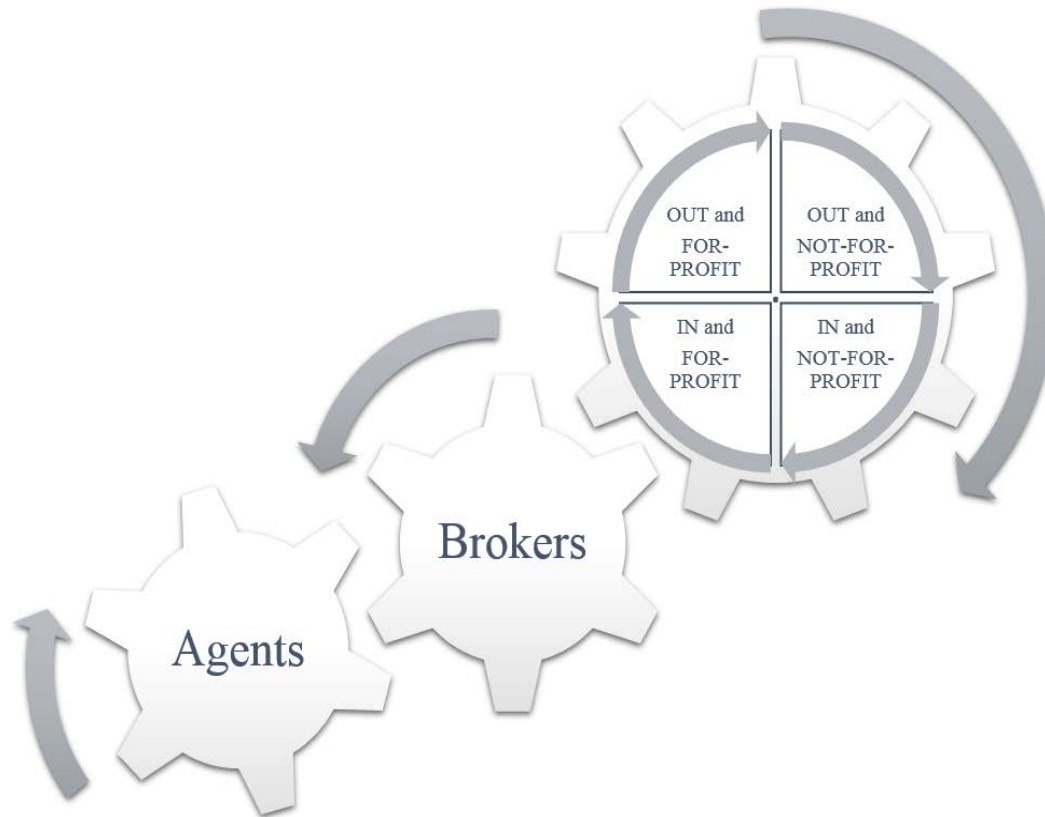 OUT and
FOR-
PROFIT
OUT and
NOT-FOR-
PROFIT
IN and
FOR-
PROFIT
IN and
NOT-FOR-
PROFIT
Brokers
Agents